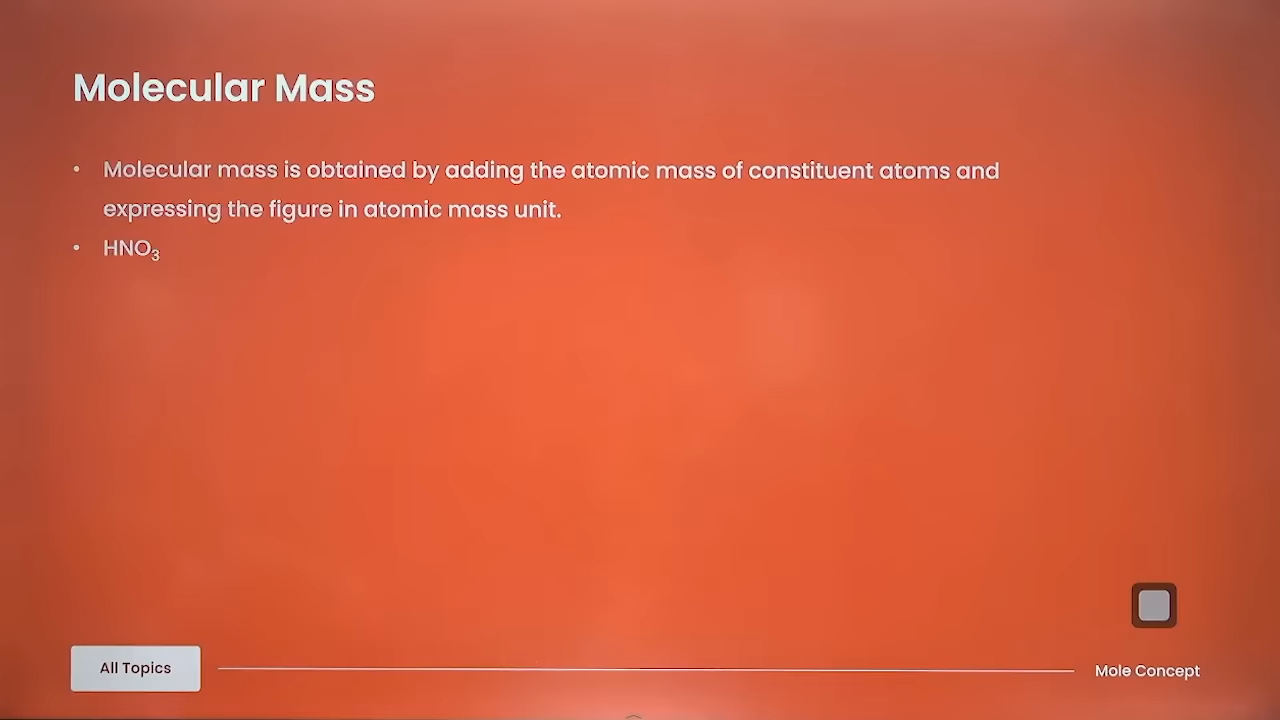 Molecular Mass
• Molecular mass is obtained by adding the atomic mass of constituent atoms and
expressing the figure in atomic mass unit.
• HNO₃
All Topics
Mole Concept